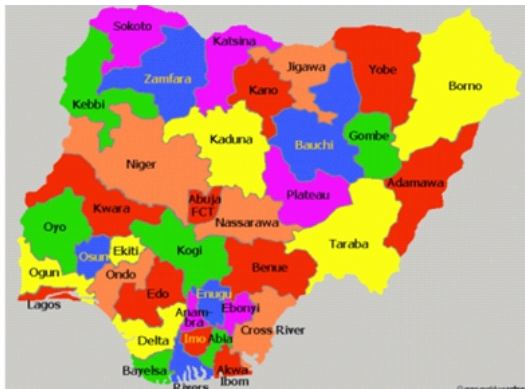 Sokoto
Katsina
Jigawa
Yobe
Borno
Zamfara
Kano
Kebbi
Kaduna
Bauchi
Gombe
Niger
Plateau
Adamawa
Abuja
FCT
Kwara
Nassarawa
Oyo
Kogi
Taraba
Osun
Ekiti
Benue
Ogun
Ondo
Lagos
Edo
Enugu
Anam-
bra
Ebonyi
Cross River
Delta
Imo
Abia
Bayelsa
Rivers
Akwa
Ibom